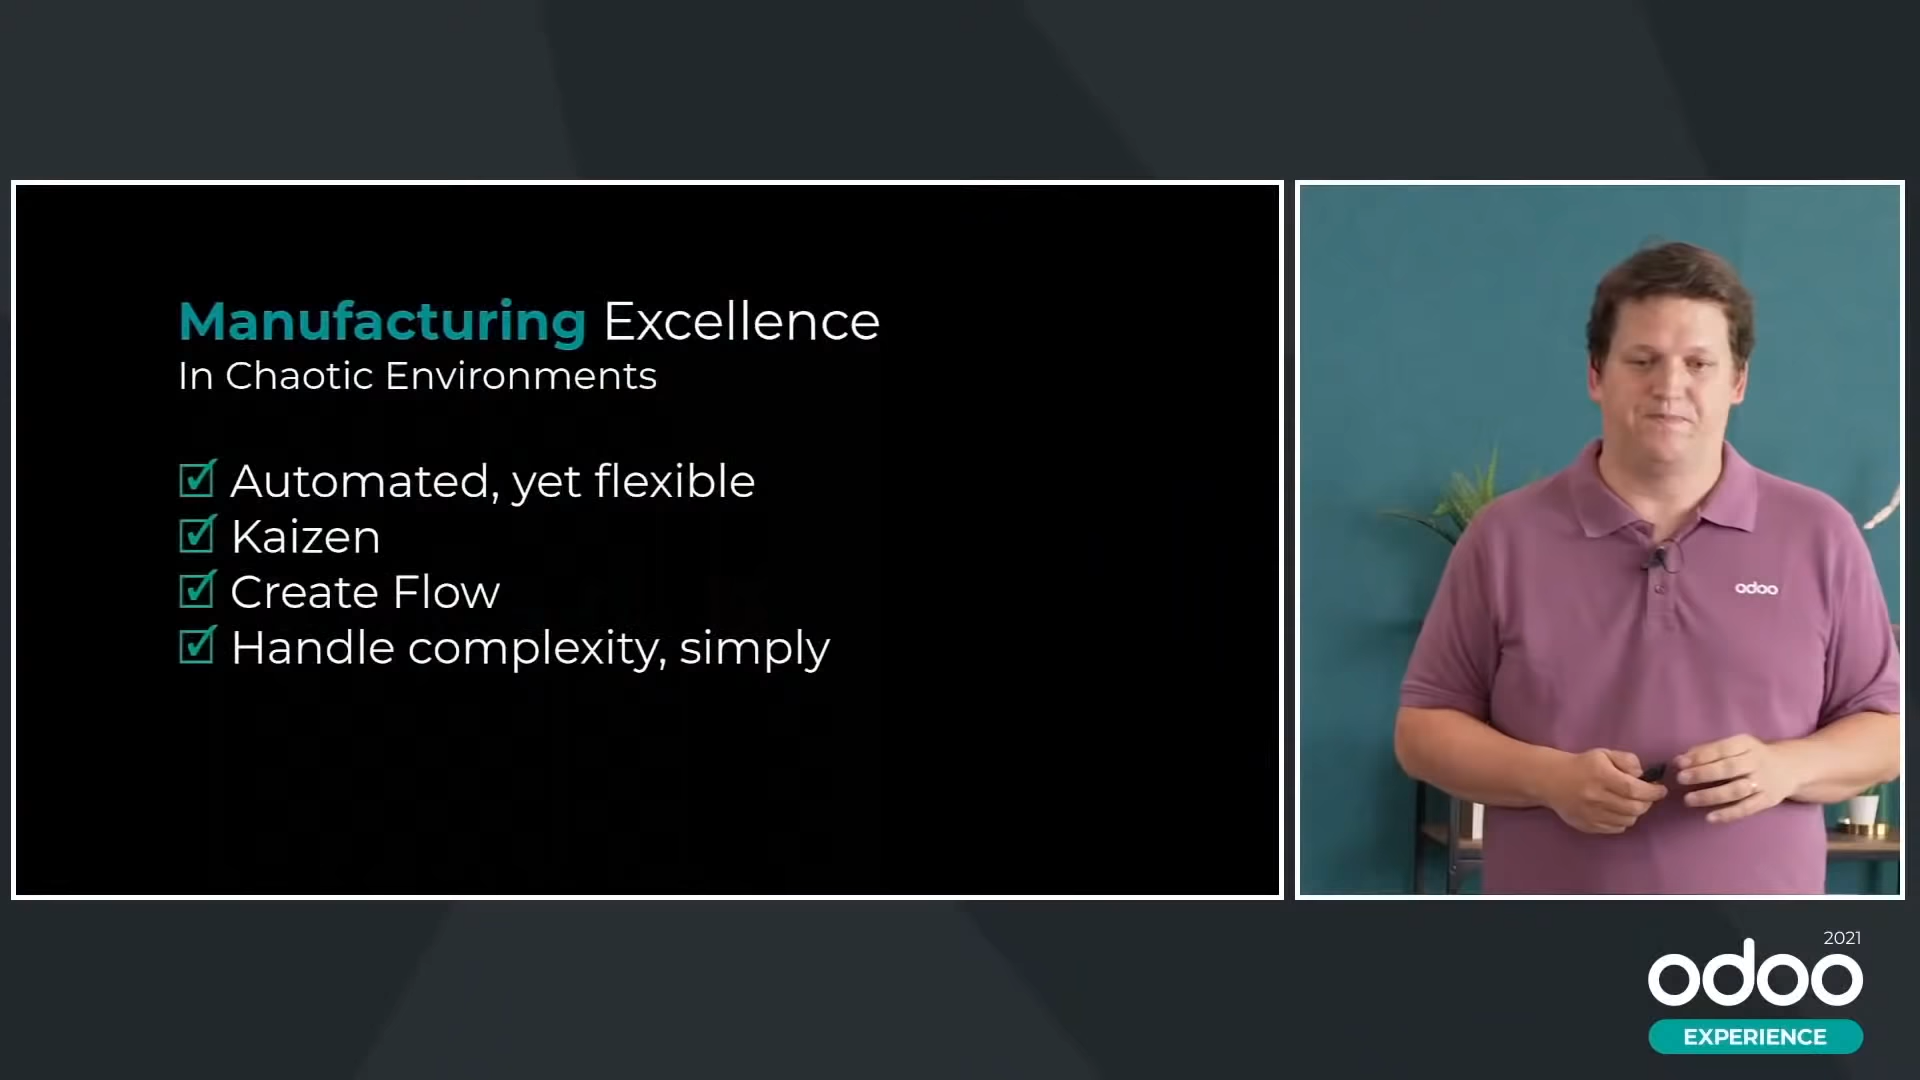 Manufacturing Excellence
In Chaotic Environments
Automated, yet flexible
Kaizen
Create Flow
Handle complexity, simply
odoo
2021
odoo
EXPERIENCE